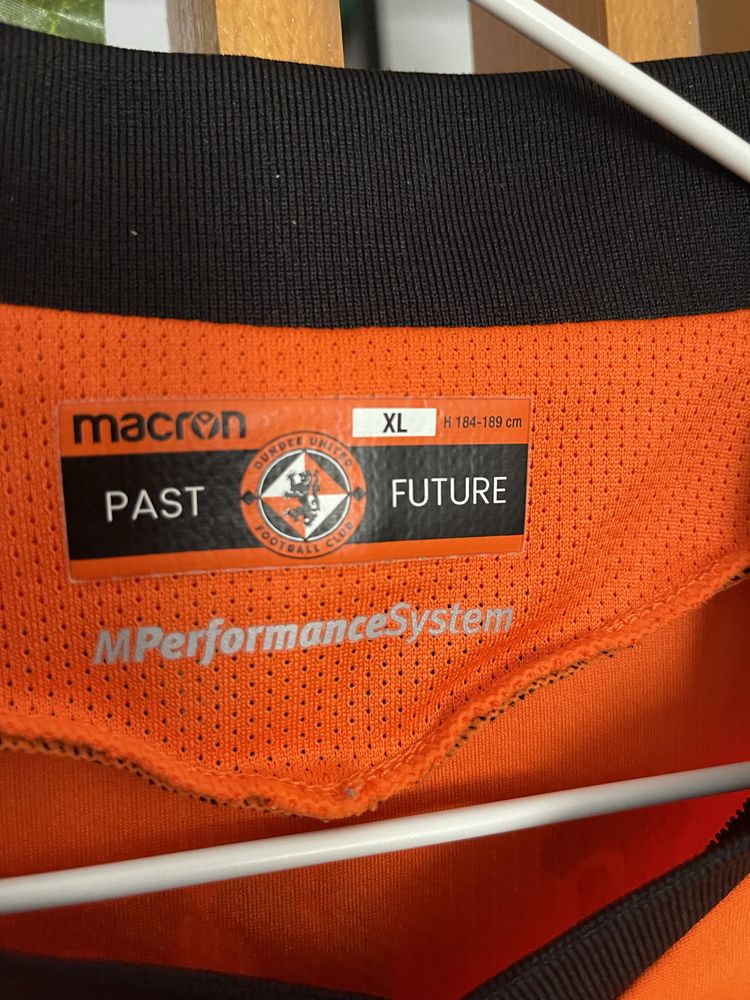 macron XL H 184-189 cm
PAST DUNDEE UNITED FOOTBALL CLUB FUTURE
MPerformanceSystem